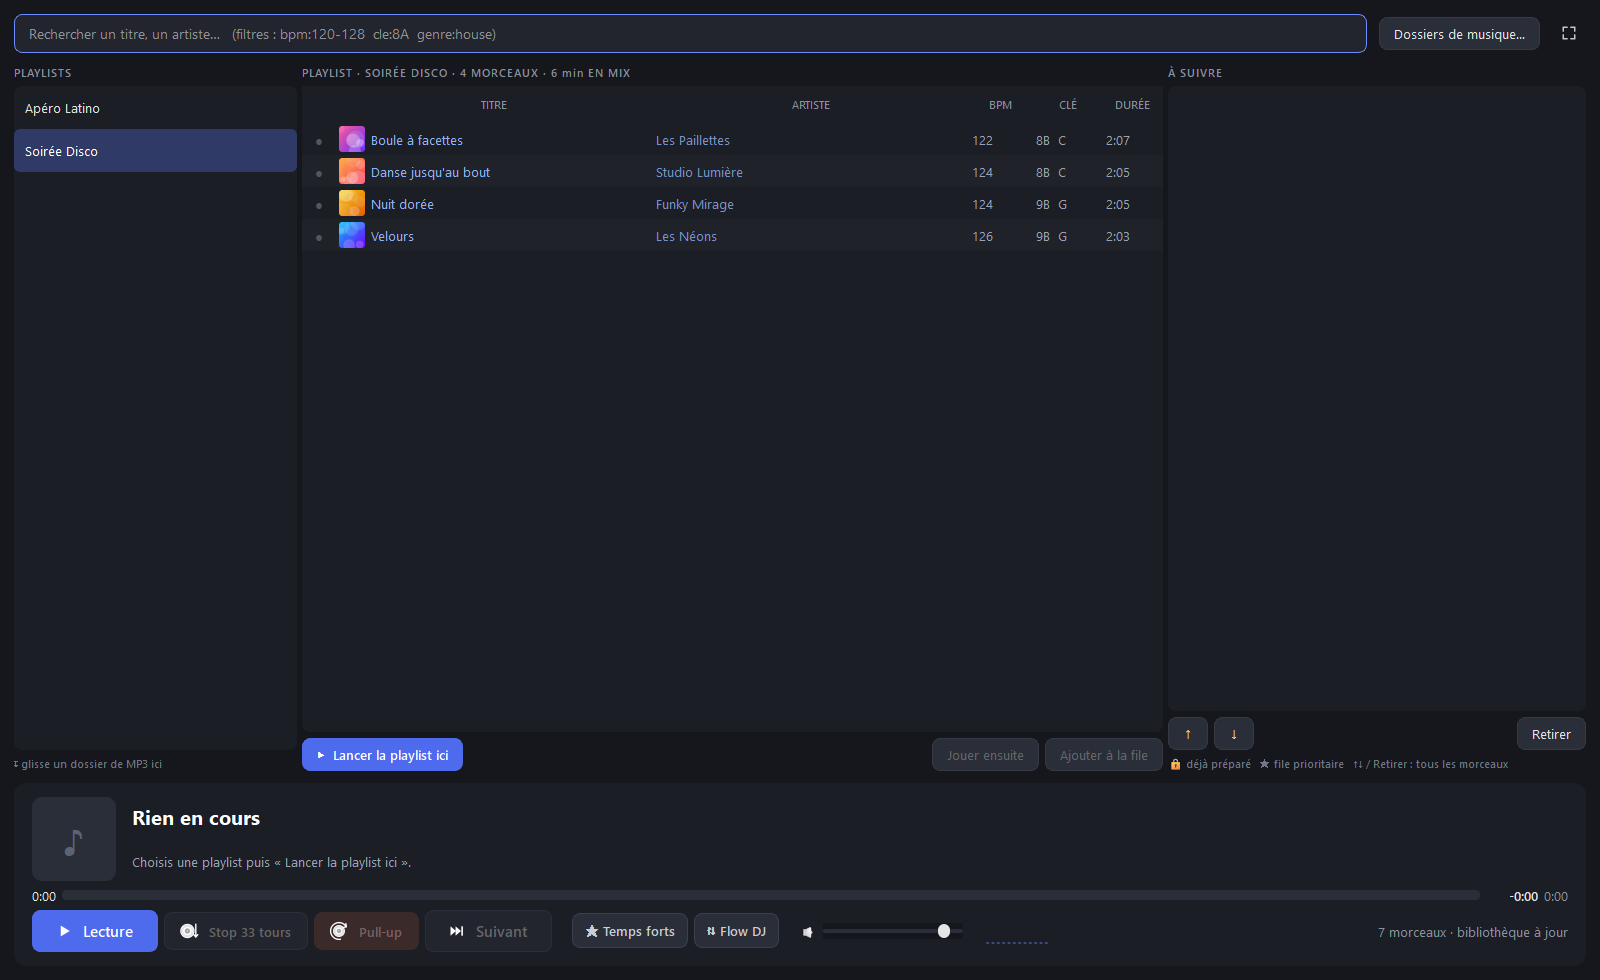 Rechercher un titre, un artiste... (filtres : bpm:120-128 cle:8A genre:house)
Dossiers de musique...
PLAYLISTS
Apéro Latino
Soirée Disco
glisse un dossier de MP3 ici
PLAYLIST · SOIRÉE DISCO · 4 MORCEAUX · 6 min EN MIX
TITRE ARTISTE BPM CLÉ DURÉE
Boule à facettes Les Paillettes 122 8B C 2:07
Danse jusqu'au bout Studio Lumière 124 8B C 2:05
Nuit dorée Funky Mirage 124 9B G 2:05
Velours Les Néons 126 9B G 2:03
Lancer la playlist ici
Jouer ensuite
Ajouter à la file
À SUIVRE
↑ ↓ Retirer
déjà préparé ★ file prioritaire ↑↓ / Retirer : tous les morceaux
Rien en cours
Choisis une playlist puis « Lancer la playlist ici ».
0:00 -0:00 0:00
Lecture
Stop 33 tours
Pull-up
Suivant
★ Temps forts
⇅ Flow DJ
7 morceaux · bibliothèque à jour